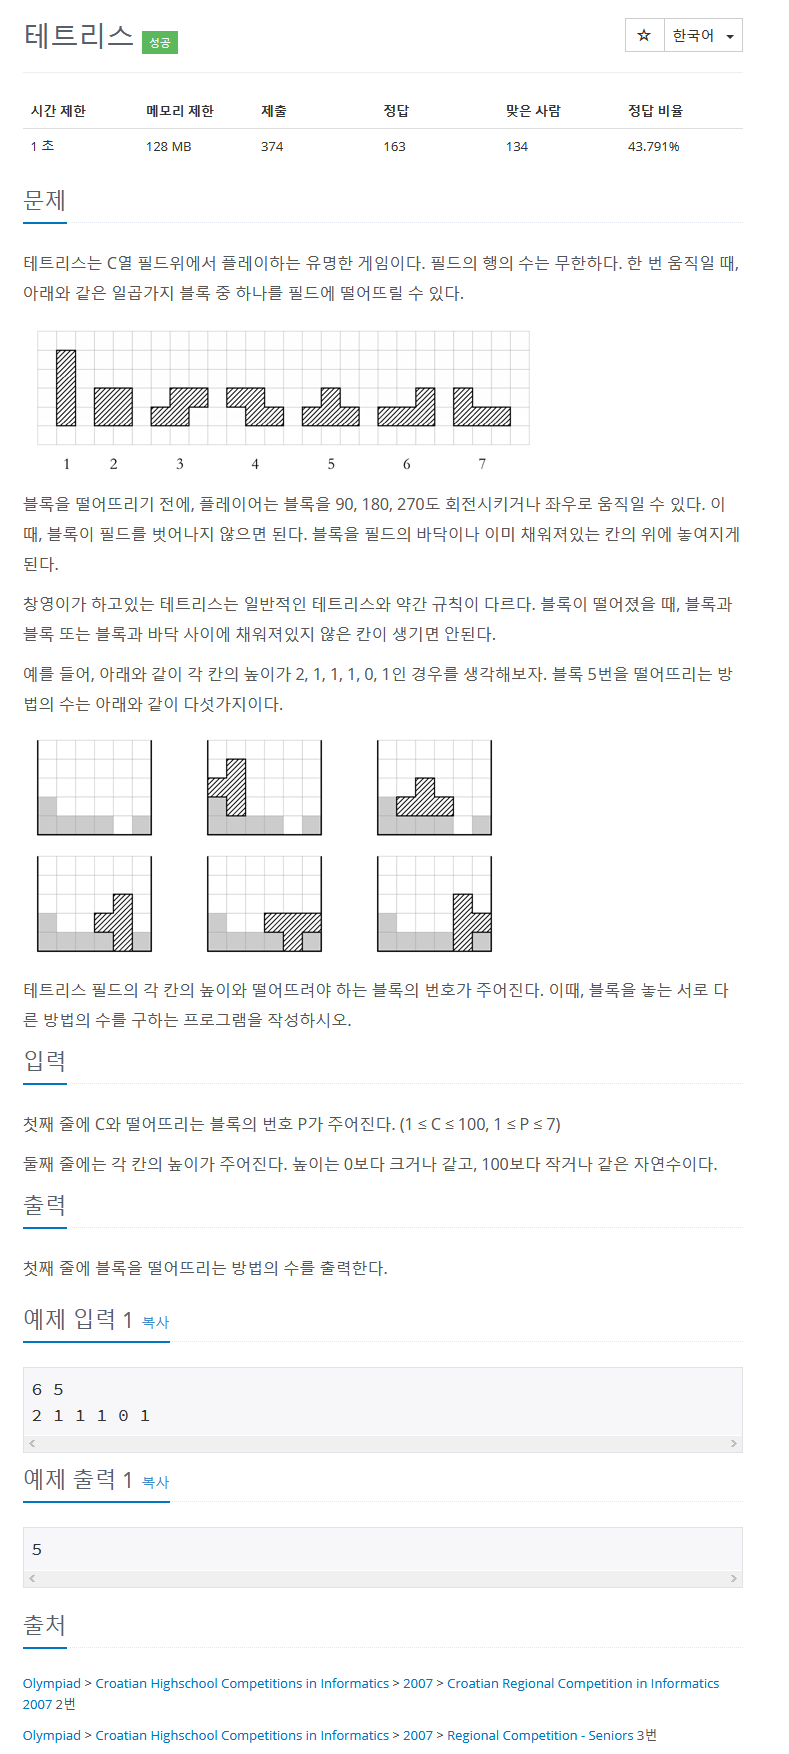 테트리스 성공
☆ 한국어
시간 제한 메모리 제한 제출 정답 맞은 사람 정답 비율
1 초 128 MB 374 163 134 43.791%
문제
테트리스는 C열 필드위에서 플레이하는 유명한 게임이다. 필드의 행의 수는 무한하다. 한 번 움직일 때,
아래와 같은 일곱가지 블록 중 하나를 필드에 떨어뜨릴 수 있다.
1 2 3 4 5 6 7
블록을 떨어뜨리기 전에, 플레이어는 블록을 90, 180, 270도 회전시키거나 좌우로 움직일 수 있다. 이
때, 블록이 필드를 벗어나지 않으면 된다. 블록을 필드의 바닥이나 이미 채워져있는 칸의 위에 놓여지게
된다.
창영이가 하고있는 테트리스는 일반적인 테트리스와 약간 규칙이 다르다. 블록이 떨어졌을 때, 블록과
블록 또는 블록과 바닥 사이에 채워져있지 않은 칸이 생기면 안된다.
예를 들어, 아래와 같이 각 칸의 높이가 2, 1, 1, 1, 0, 1인 경우를 생각해보자. 블록 5번을 떨어뜨리는 방
법의 수는 아래와 같이 다섯가지이다.
테트리스 필드의 각 칸의 높이와 떨어뜨려야 하는 블록의 번호가 주어진다. 이때, 블록을 놓는 서로 다
른 방법의 수를 구하는 프로그램을 작성하시오.
입력
첫째 줄에 C와 떨어뜨리는 블록의 번호 P가 주어진다. (1 ≤ C ≤ 100, 1 ≤ P ≤ 7)
둘째 줄에는 각 칸의 높이가 주어진다. 높이는 0보다 크거나 같고, 100보다 작거나 같은 자연수이다.
출력
첫째 줄에 블록을 떨어뜨리는 방법의 수를 출력한다.
예제 입력 1 복사
6 5
2 1 1 1 0 1
예제 출력 1 복사
5
출처
Olympiad > Croatian Highschool Competitions in Informatics > 2007 > Croatian Regional Competition in Informatics
2007 2번
Olympiad > Croatian Highschool Competitions in Informatics > 2007 > Regional Competition - Seniors 3번